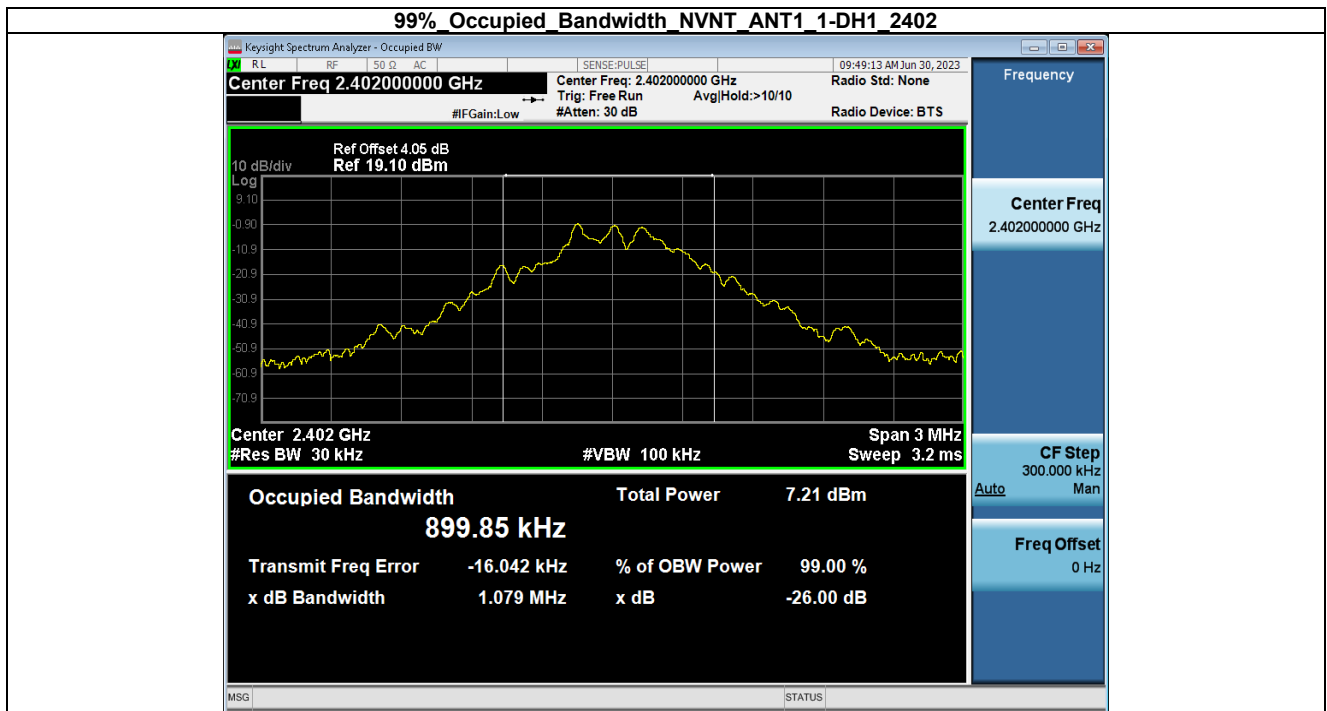 99%_Occupied_Bandwidth_NVNT_ANT1_1-DH1_2402
Keysight Spectrum Analyzer - Occupied BW
LXI RL RF 50 Ω AC SENSE:PULSE 09:49:13 AM Jun 30, 2023
Center Freq 2.402000000 GHz Center Freq: 2.402000000 GHz Radio Std: None
Trig: Free Run Avg|Hold:>10/10
#IFGain:Low #Atten: 30 dB Radio Device: BTS
Frequency
Ref Offset 4.05 dB
10 dB/div Ref 19.10 dBm
Log
9.10
-0.90
-10.9
-20.9
-30.9
-40.9
-50.9
-60.9
-70.9
Center 2.402 GHz Span 3 MHz
#Res BW 30 kHz #VBW 100 kHz Sweep 3.2 ms
Occupied Bandwidth Total Power 7.21 dBm
899.85 kHz
Transmit Freq Error -16.042 kHz % of OBW Power 99.00 %
x dB Bandwidth 1.079 MHz x dB -26.00 dB
Center Freq
2.402000000 GHz
CF Step
300.000 kHz
Auto Man
Freq Offset
0 Hz
MSG STATUS